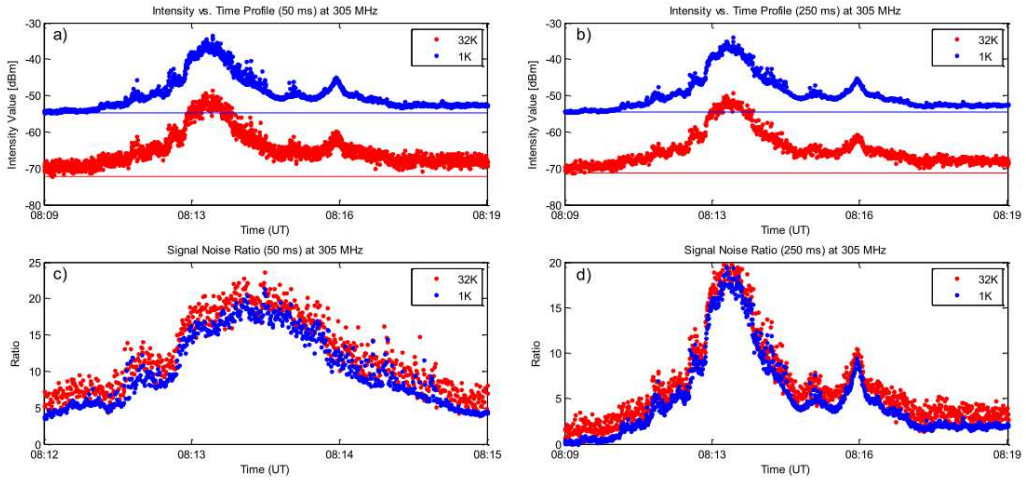 Intensity vs. Time Profile (50 ms) at 305 MHz
a)
32K
1K
Intensity Value [dBm]
-30
-40
-50
-60
-70
-80
08:09
08:13
08:16
08:19
Time (UT)
Intensity vs. Time Profile (250 ms) at 305 MHz
b)
32K
1K
Intensity Value [dBm]
-30
-40
-50
-60
-70
-80
08:09
08:13
08:16
08:19
Time (UT)
Signal Noise Ratio (50 ms) at 305 MHz
c)
32K
1K
Ratio
25
20
15
10
5
0
08:12
08:13
08:14
08:15
Time (UT)
Signal Noise Ratio (250 ms) at 305 MHz
d)
32K
1K
Ratio
20
15
10
5
0
08:09
08:13
08:16
08:19
Time (UT)